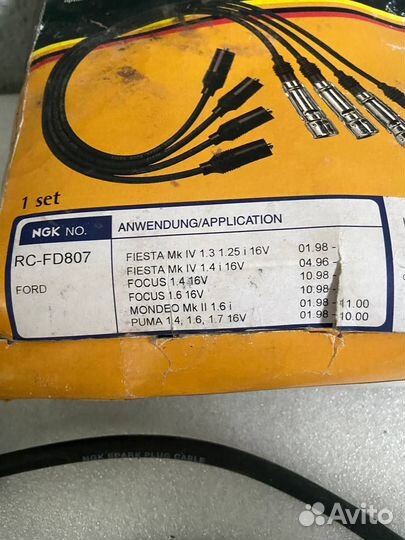 1 set
NGK NO.
ANWENDUNG/APPLICATION
RC-FD807
FORD
FIESTA Mk IV 1.3 1.25 i 16V 01.98 -
FIESTA Mk IV 1.4 i 16V 04.96 -
FOCUS 1.4 16V 10.98 -
FOCUS 1.6 16V 10.98 -
MONDEO Mk II 1.6 i 01.98 - 11.00
PUMA 1.4, 1.6, 1.7 16V 01.98 - 10.00
NGK SPARK PLUG CABLE
Avito